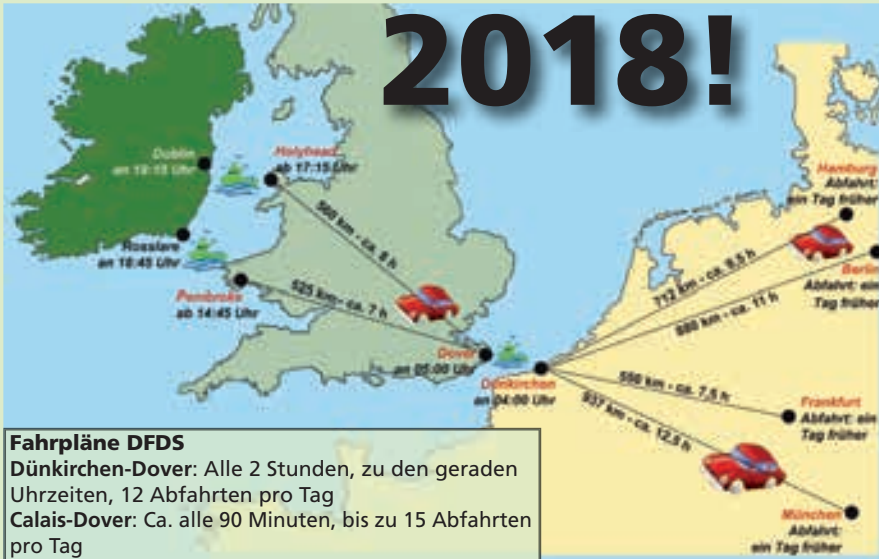 2018!
Dublin
an 19:15 Uhr
Holyhead
ab 17:15 Uhr
Rosslare
an 18:45 Uhr
Pembroke
ab 14:45 Uhr
560 km - ca. 8 h
525 km - ca. 7 h
Dover
an 05:00 Uhr
Dünkirchen
an 04:00 Uhr
Hamburg
Abfahrt:
ein Tag früher
Berlin
Abfahrt: ein
Tag früher
712 km - ca. 9,5 h
880 km - ca. 11 h
590 km - ca. 7,5 h
937 km - ca. 12,5 h
Frankfurt
Abfahrt: ein
Tag früher
München
Abfahrt:
ein Tag früher
Fahrpläne DFDS
Dünkirchen-Dover: Alle 2 Stunden, zu den geraden
Uhrzeiten, 12 Abfahrten pro Tag
Calais-Dover: Ca. alle 90 Minuten, bis zu 15 Abfahrten
pro Tag